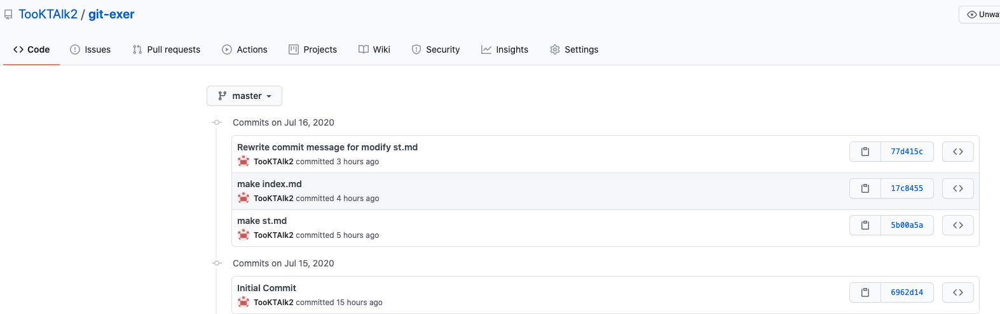 TooKTAlk2 / git-exer
Unwa
Code Issues Pull requests Actions Projects Wiki Security Insights Settings
master
Commits on Jul 16, 2020
Rewrite commit message for modify st.md
TooKTAlk2 committed 3 hours ago
77d415c
make index.md
TooKTAlk2 committed 4 hours ago
17c8455
make st.md
TooKTAlk2 committed 5 hours ago
5b00a5a
Commits on Jul 15, 2020
Initial Commit
TooKTAlk2 committed 15 hours ago
6962d14